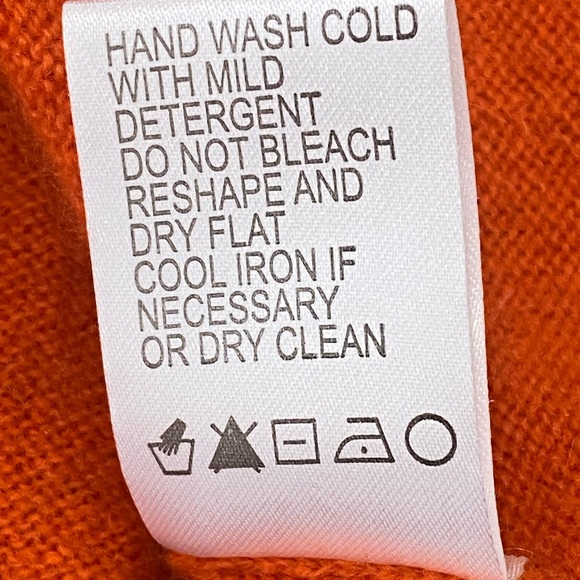 HAND WASH COLD
WITH MILD
DETERGENT
DO NOT BLEACH
RESHAPE AND
DRY FLAT
COOL IRON IF
NECESSARY
OR DRY CLEAN